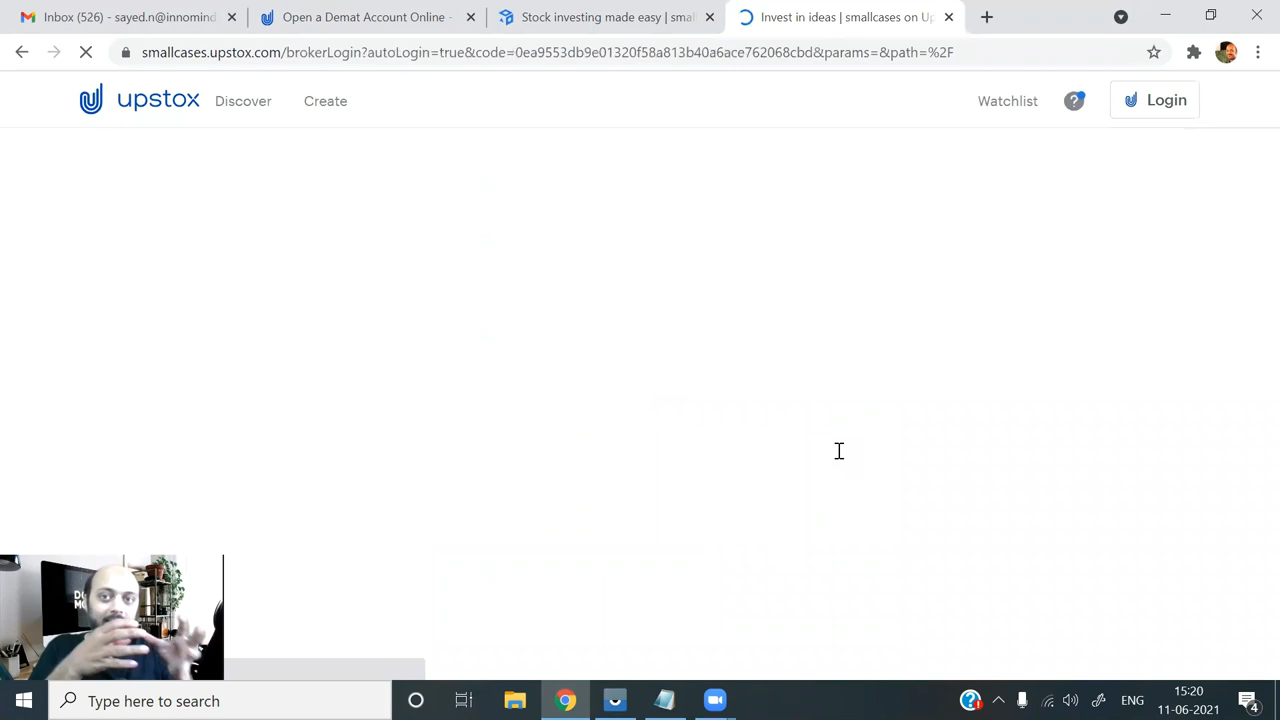 Inbox (526) - sayed.n@innomind
Open a Demat Account Online -
Stock investing made easy | smal
Invest in ideas | smallcases on Up
smallcases.upstox.com/brokerLogin?autoLogin=true&code=0ea9553db9e01320f58a813b40a6ace762068cbd&params=&path=%2F
upstox
Discover
Create
Watchlist
?
Login
Type here to search
ENG
15:20
11-06-2021
4